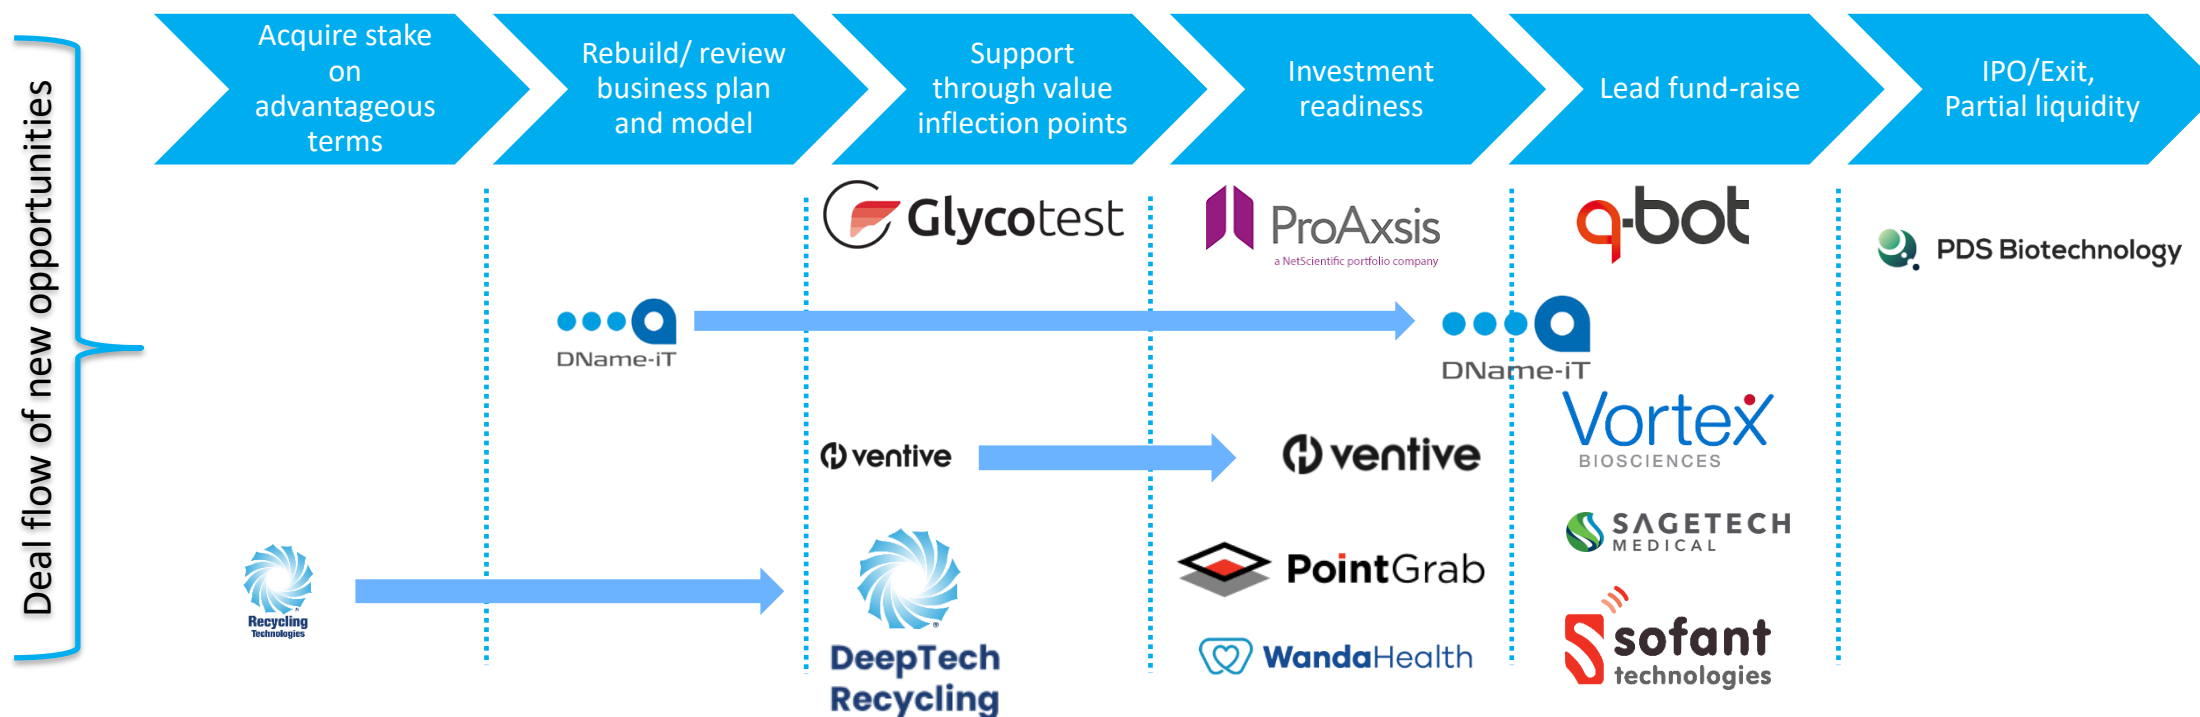 Deal flow of new opportunities
Acquire stake
on
advantageous
terms
Rebuild/ review
business plan
and model
Support
through value
inflection points
Investment
readiness
Lead fund-raise
IPO/Exit,
Partial liquidity
Glycotest
ProAxsis
a NetScientific portfolio company
q-bot
PDS Biotechnology
DName-iT
DName-iT
Vortex
BIOSCIENCES
ventive
ventive
SAGETECH
MEDICAL
Recycling
Technologies
DeepTech
Recycling
PointGrab
WandaHealth
sofant
technologies